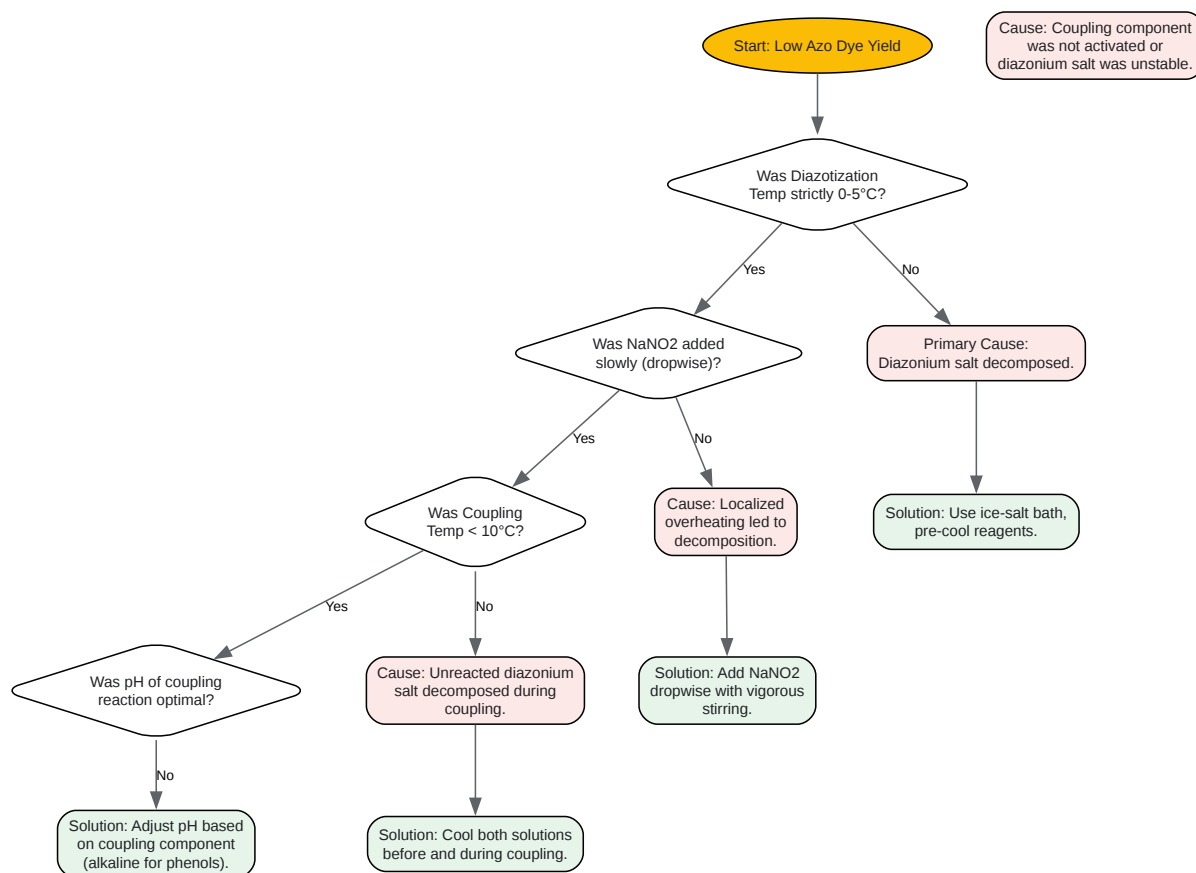 Start: Low Azo Dye Yield
Cause: Coupling component
was not activated or
diazonium salt was unstable.
Was Diazotization
Temp strictly 0-5°C?
Yes
No
Was NaNO2 added
slowly (dropwise)?
Primary Cause:
Diazonium salt decomposed.
Yes
No
Was Coupling
Temp < 10°C?
Cause: Localized
overheating led to
decomposition.
Solution: Use ice-salt bath,
pre-cool reagents.
Yes
No
Was pH of coupling
reaction optimal?
Cause: Unreacted diazonium
salt decomposed during
coupling.
Solution: Add NaNO2
dropwise with vigorous
stirring.
No
Solution: Adjust pH based
on coupling component
(alkaline for phenols).
Solution: Cool both solutions
before and during coupling.